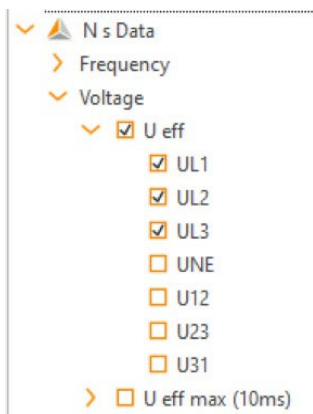 N s Data
Frequency
Voltage
U eff
UL1
UL2
UL3
UNE
U12
U23
U31
U eff max (10ms)